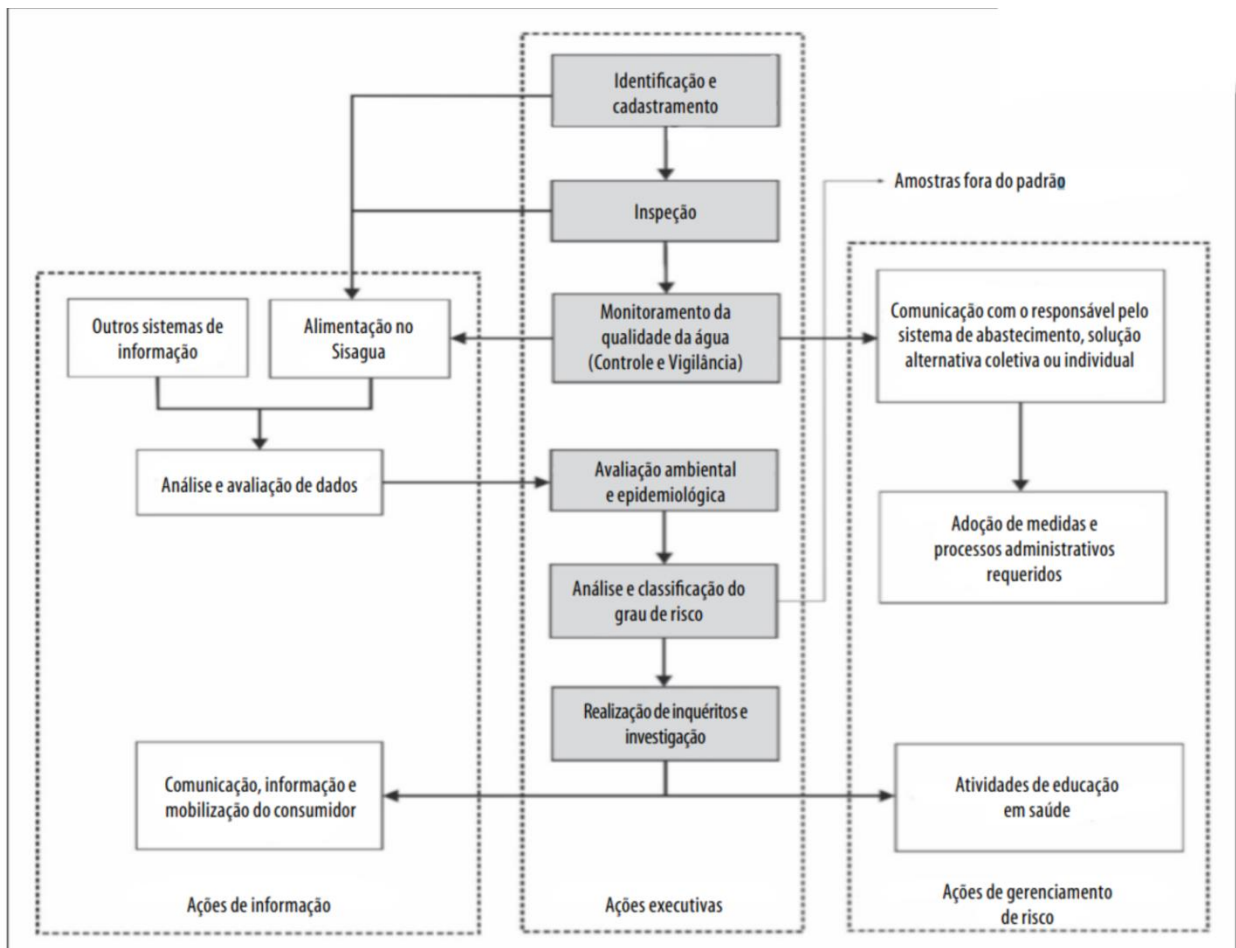 Identificação e
cadastramento
Amostras fora do padrão
Inspeção
Outros sistemas de
informação
Alimentação no
Sisagua
Monitoramento da
qualidade da água
(Controle e Vigilância)
Comunicação com o responsável pelo
sistema de abastecimento, solução
alternativa coletiva ou individual
Análise e avaliação de dados
Avaliação ambiental
e epidemiológica
Adoção de medidas e
processos administrativos
requeridos
Análise e classificação do
grau de risco
Realização de inquéritos e
investigação
Comunicação, informação e
mobilização do consumidor
Atividades de educação
em saúde
Ações de informação
Ações executivas
Ações de gerenciamento
de risco